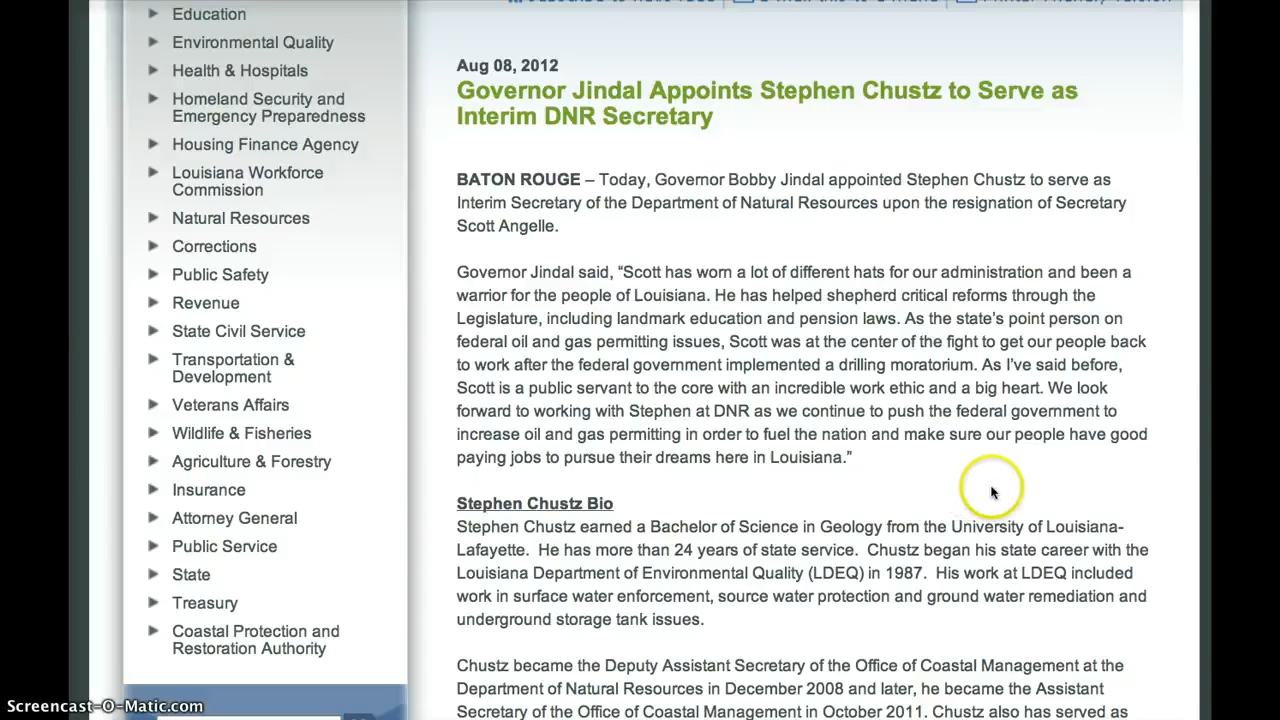 Education
Environmental Quality
Health & Hospitals
Homeland Security and
Emergency Preparedness
Housing Finance Agency
Louisiana Workforce
Commission
Natural Resources
Corrections
Public Safety
Revenue
State Civil Service
Transportation &
Development
Veterans Affairs
Wildlife & Fisheries
Agriculture & Forestry
Insurance
Attorney General
Public Service
State
Treasury
Coastal Protection and
Restoration Authority
Aug 08, 2012
Governor Jindal Appoints Stephen Chustz to Serve as
Interim DNR Secretary
BATON ROUGE – Today, Governor Bobby Jindal appointed Stephen Chustz to serve as
Interim Secretary of the Department of Natural Resources upon the resignation of Secretary
Scott Angelle.
Governor Jindal said, “Scott has worn a lot of different hats for our administration and been a
warrior for the people of Louisiana. He has helped shepherd critical reforms through the
Legislature, including landmark education and pension laws. As the state’s point person on
federal oil and gas permitting issues, Scott was at the center of the fight to get our people back
to work after the federal government implemented a drilling moratorium. As I’ve said before,
Scott is a public servant to the core with an incredible work ethic and a big heart. We look
forward to working with Stephen at DNR as we continue to push the federal government to
increase oil and gas permitting in order to fuel the nation and make sure our people have good
paying jobs to pursue their dreams here in Louisiana.”
Stephen Chustz Bio
Stephen Chustz earned a Bachelor of Science in Geology from the University of Louisiana-
Lafayette.  He has more than 24 years of state service.  Chustz began his state career with the
Louisiana Department of Environmental Quality (LDEQ) in 1987.  His work at LDEQ included
work in surface water enforcement, source water protection and ground water remediation and
underground storage tank issues.
Chustz became the Deputy Assistant Secretary of the Office of Coastal Management at the
Department of Natural Resources in December 2008 and later, he became the Assistant
Secretary of the Office of Coastal Management in October 2011. Chustz also has served as
Screencast-O-Matic.com